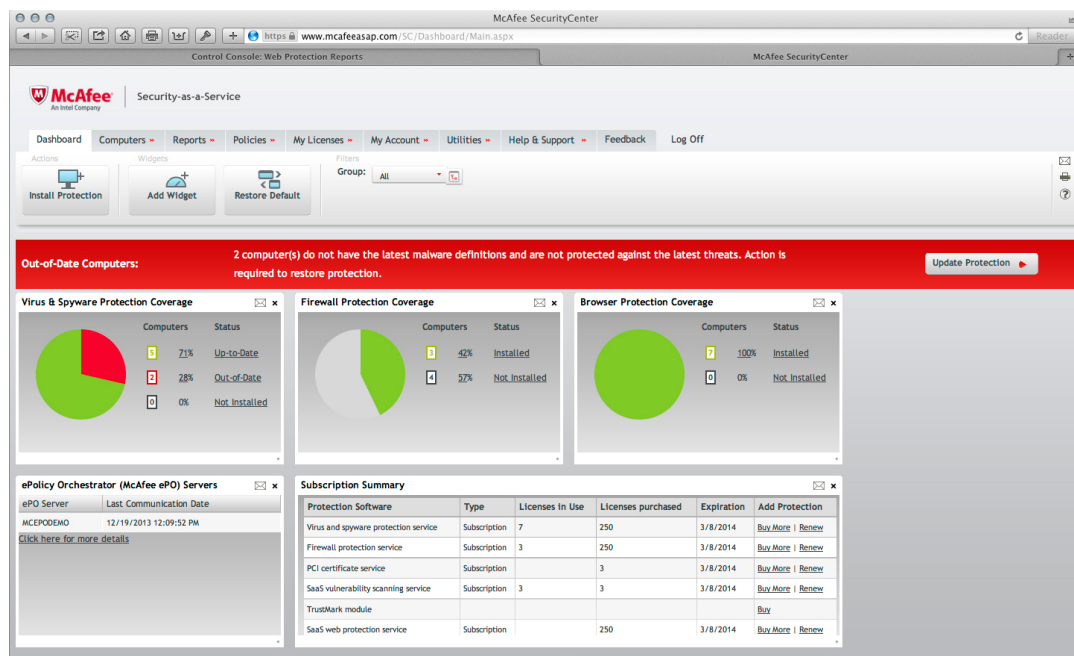 McAfee SecurityCenter
https www.mcafeeasap.com/SC/Dashboard/Main.aspx
Reader
Control Console: Web Protection Reports
McAfee SecurityCenter
McAfee
An Intel Company
Security-as-a-Service
Dashboard Computers Reports Policies My Licenses My Account Utilities Help & Support Feedback Log Off
Actions Widgets Filters
Group: All
Install Protection Add Widget Restore Default
Out-of-Date Computers:
2 computer(s) do not have the latest malware definitions and are not protected against the latest threats. Action is
required to restore protection.
Update Protection
Virus & Spyware Protection Coverage
Computers Status
5 71% Up-to-Date
2 28% Out-of-Date
0 0% Not Installed
Firewall Protection Coverage
Computers Status
3 42% Installed
4 57% Not Installed
Browser Protection Coverage
Computers Status
7 100% Installed
0 0% Not Installed
ePolicy Orchestrator (McAfee ePO) Servers
ePO Server Last Communication Date
MCEPODEMO 12/19/2013 12:09:52 PM
Click here for more details
Subscription Summary
Protection Software Type Licenses in Use Licenses purchased Expiration Add Protection
Virus and spyware protection service Subscription 7 250 3/8/2014 Buy More | Renew
Firewall protection service Subscription 3 250 3/8/2014 Buy More | Renew
PCI certificate service Subscription 3 3/8/2014 Buy More | Renew
SaaS vulnerability scanning service Subscription 3 3 3/8/2014 Buy More | Renew
TrustMark module Buy
SaaS web protection service Subscription 250 3/8/2014 Buy More | Renew